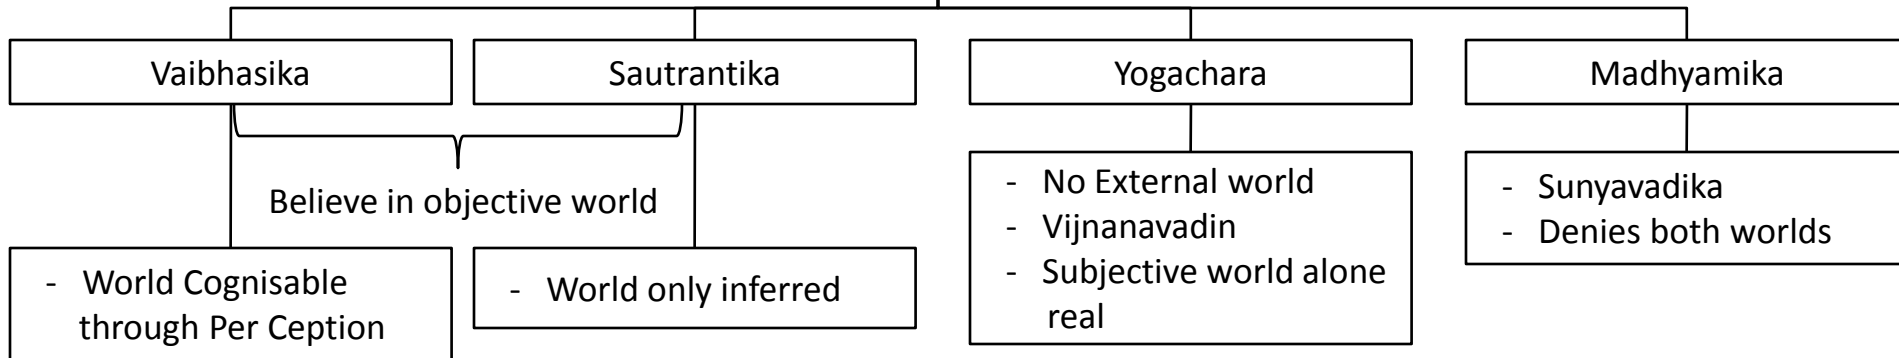 Vaibhasika
Sautrantika
Yogachara
Madhyamika
Believe in objective world
- World Cognisable
through Per Ception
- World only inferred
- No External world
- Vijnanavadin
- Subjective world alone
real
- Sunyavadika
- Denies both worlds